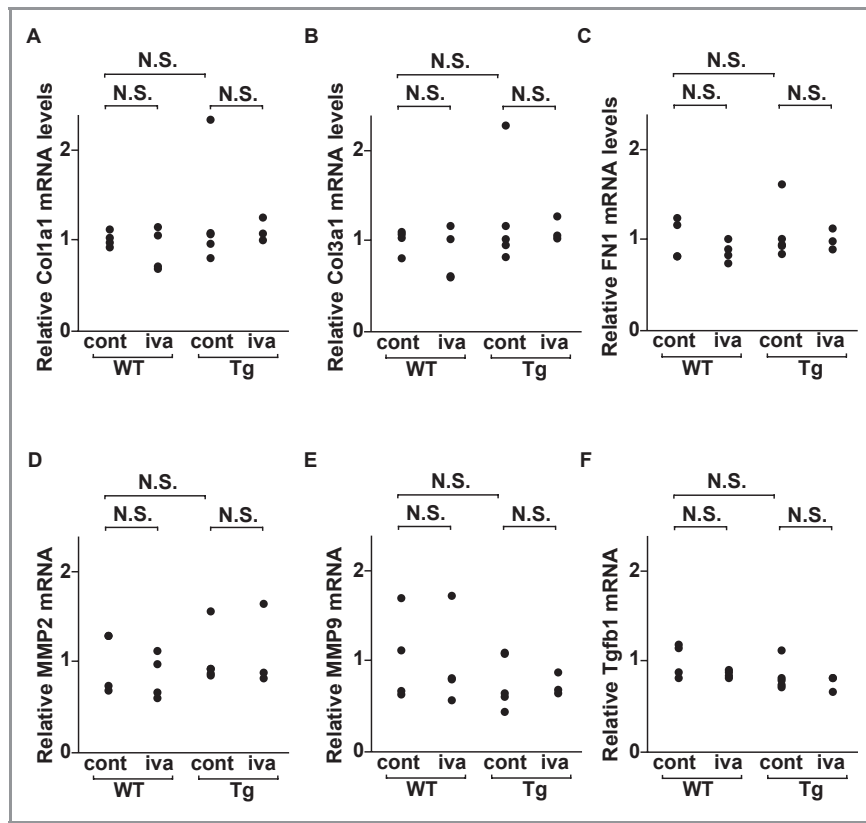 A
N.S.
N.S. N.S.
Relative Col1a1 mRNA levels
2
1
0
cont iva cont iva
WT Tg
B
N.S.
N.S. N.S.
Relative Col3a1 mRNA levels
2
1
0
cont iva cont iva
WT Tg
C
N.S.
N.S. N.S.
Relative FN1 mRNA levels
2
1
0
cont iva cont iva
WT Tg
D
N.S.
N.S. N.S.
Relative MMP2 mRNA
2
1
0
cont iva cont iva
WT Tg
E
N.S.
N.S. N.S.
Relative MMP9 mRNA
2
1
0
cont iva cont iva
WT Tg
F
N.S.
N.S. N.S.
Relative Tgfb1 mRNA
2
1
0
cont iva cont iva
WT Tg